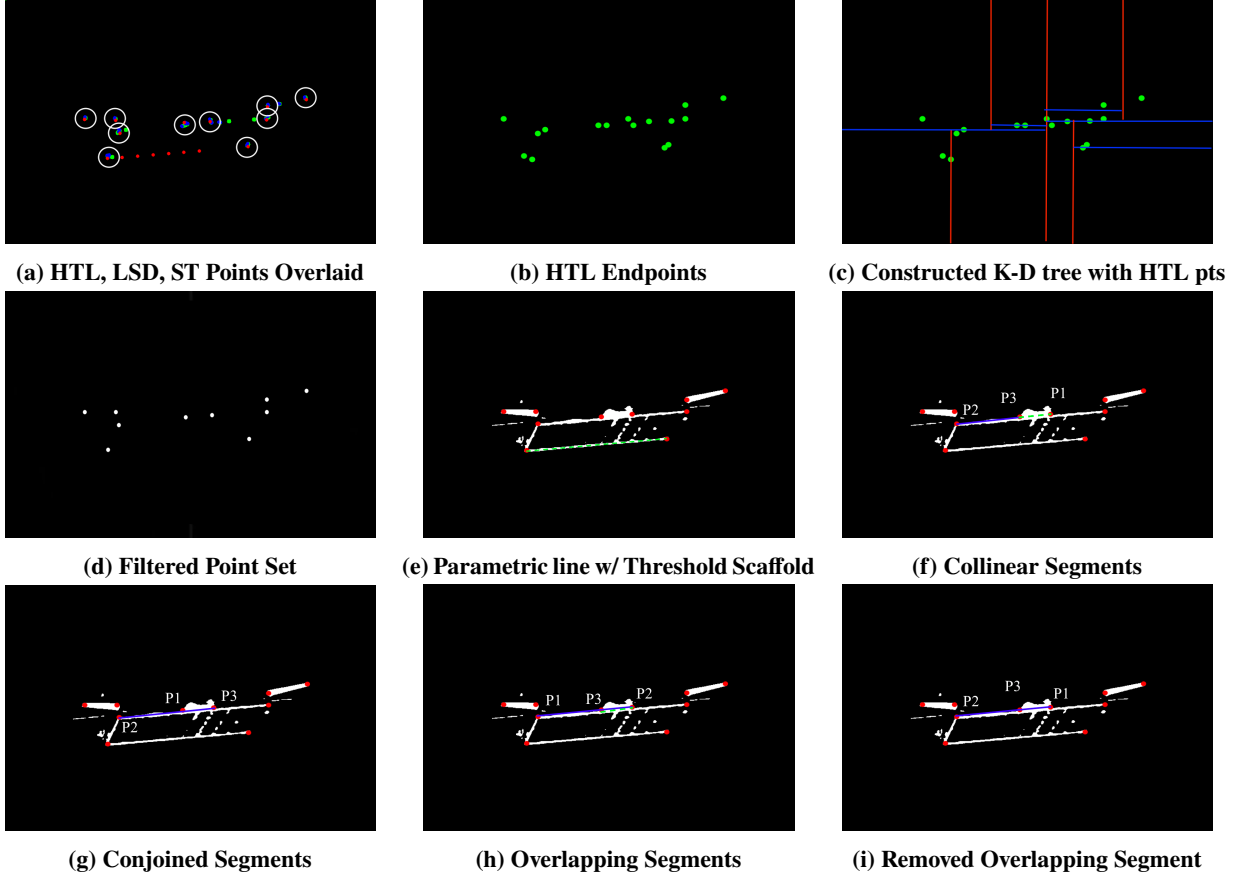 (a) HTL, LSD, ST Points Overlaid
(b) HTL Endpoints
(c) Constructed K-D tree with HTL pts
(d) Filtered Point Set
P3 P1
P2
(e) Parametric line w/ Threshold Scaffold
(f) Collinear Segments
P1 P3
P2
P1 P3 P2
P3 P1
P2
(g) Conjoined Segments
(h) Overlapping Segments
(i) Removed Overlapping Segment